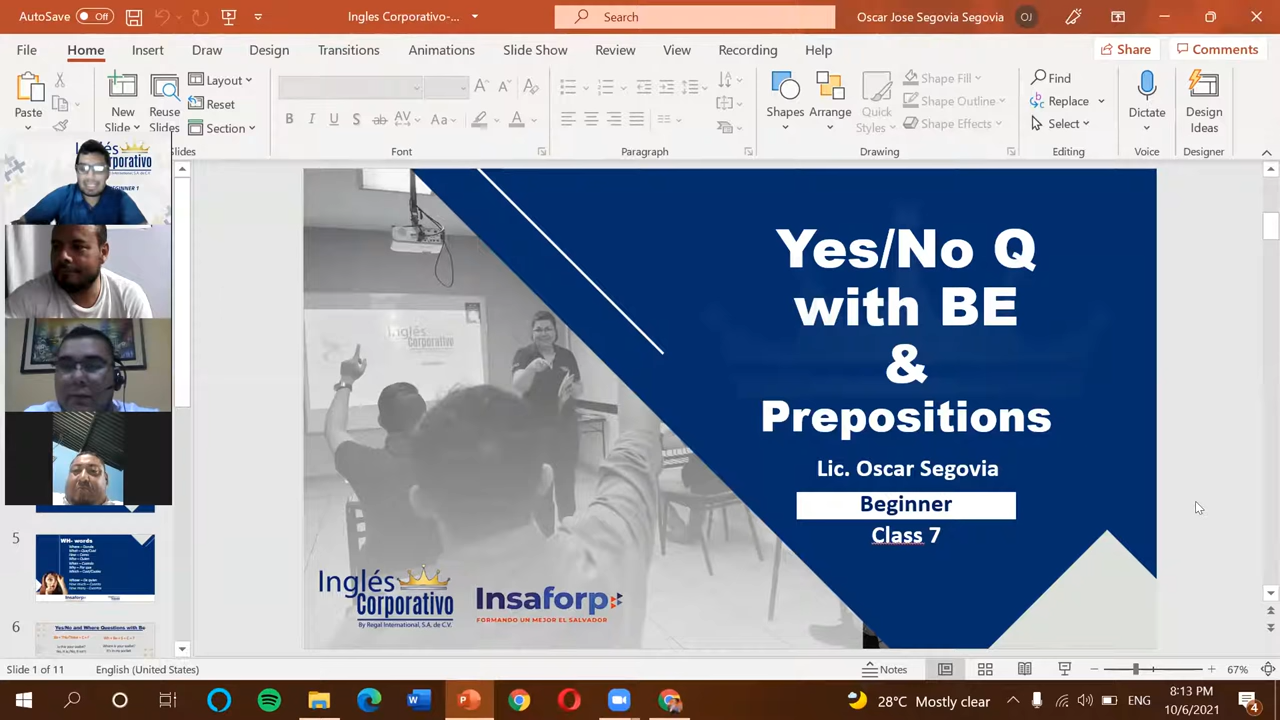 AutoSave Off Ingles Corporativo-... Search Oscar Jose Segovia Segovia OJ
File Home Insert Draw Design Transitions Animations Slide Show Review View Recording Help Share Comments
Paste
New Slide
Reuse Slides
Layout
Reset
Section
Slides
Font
Paragraph
Shapes
Arrange
Quick Styles
Shape Fill
Shape Outline
Shape Effects
Drawing
Find
Replace
Select
Editing
Dictate
Voice
Design Ideas
Designer
Yes/No Q
with BE
&
Prepositions
Lic. Oscar Segovia
Beginner
Class 7
Inglés
Corporativo
By Regal International, S.A. de C.V.
Insaforp
FORMANDO UN MEJOR EL SALVADOR
5
WH- words
6
Yes/No and Where Questions with Be
Slide 1 of 11 English (United States) Notes 67%
28°C Mostly clear ENG 8:13 PM
10/6/2021
4